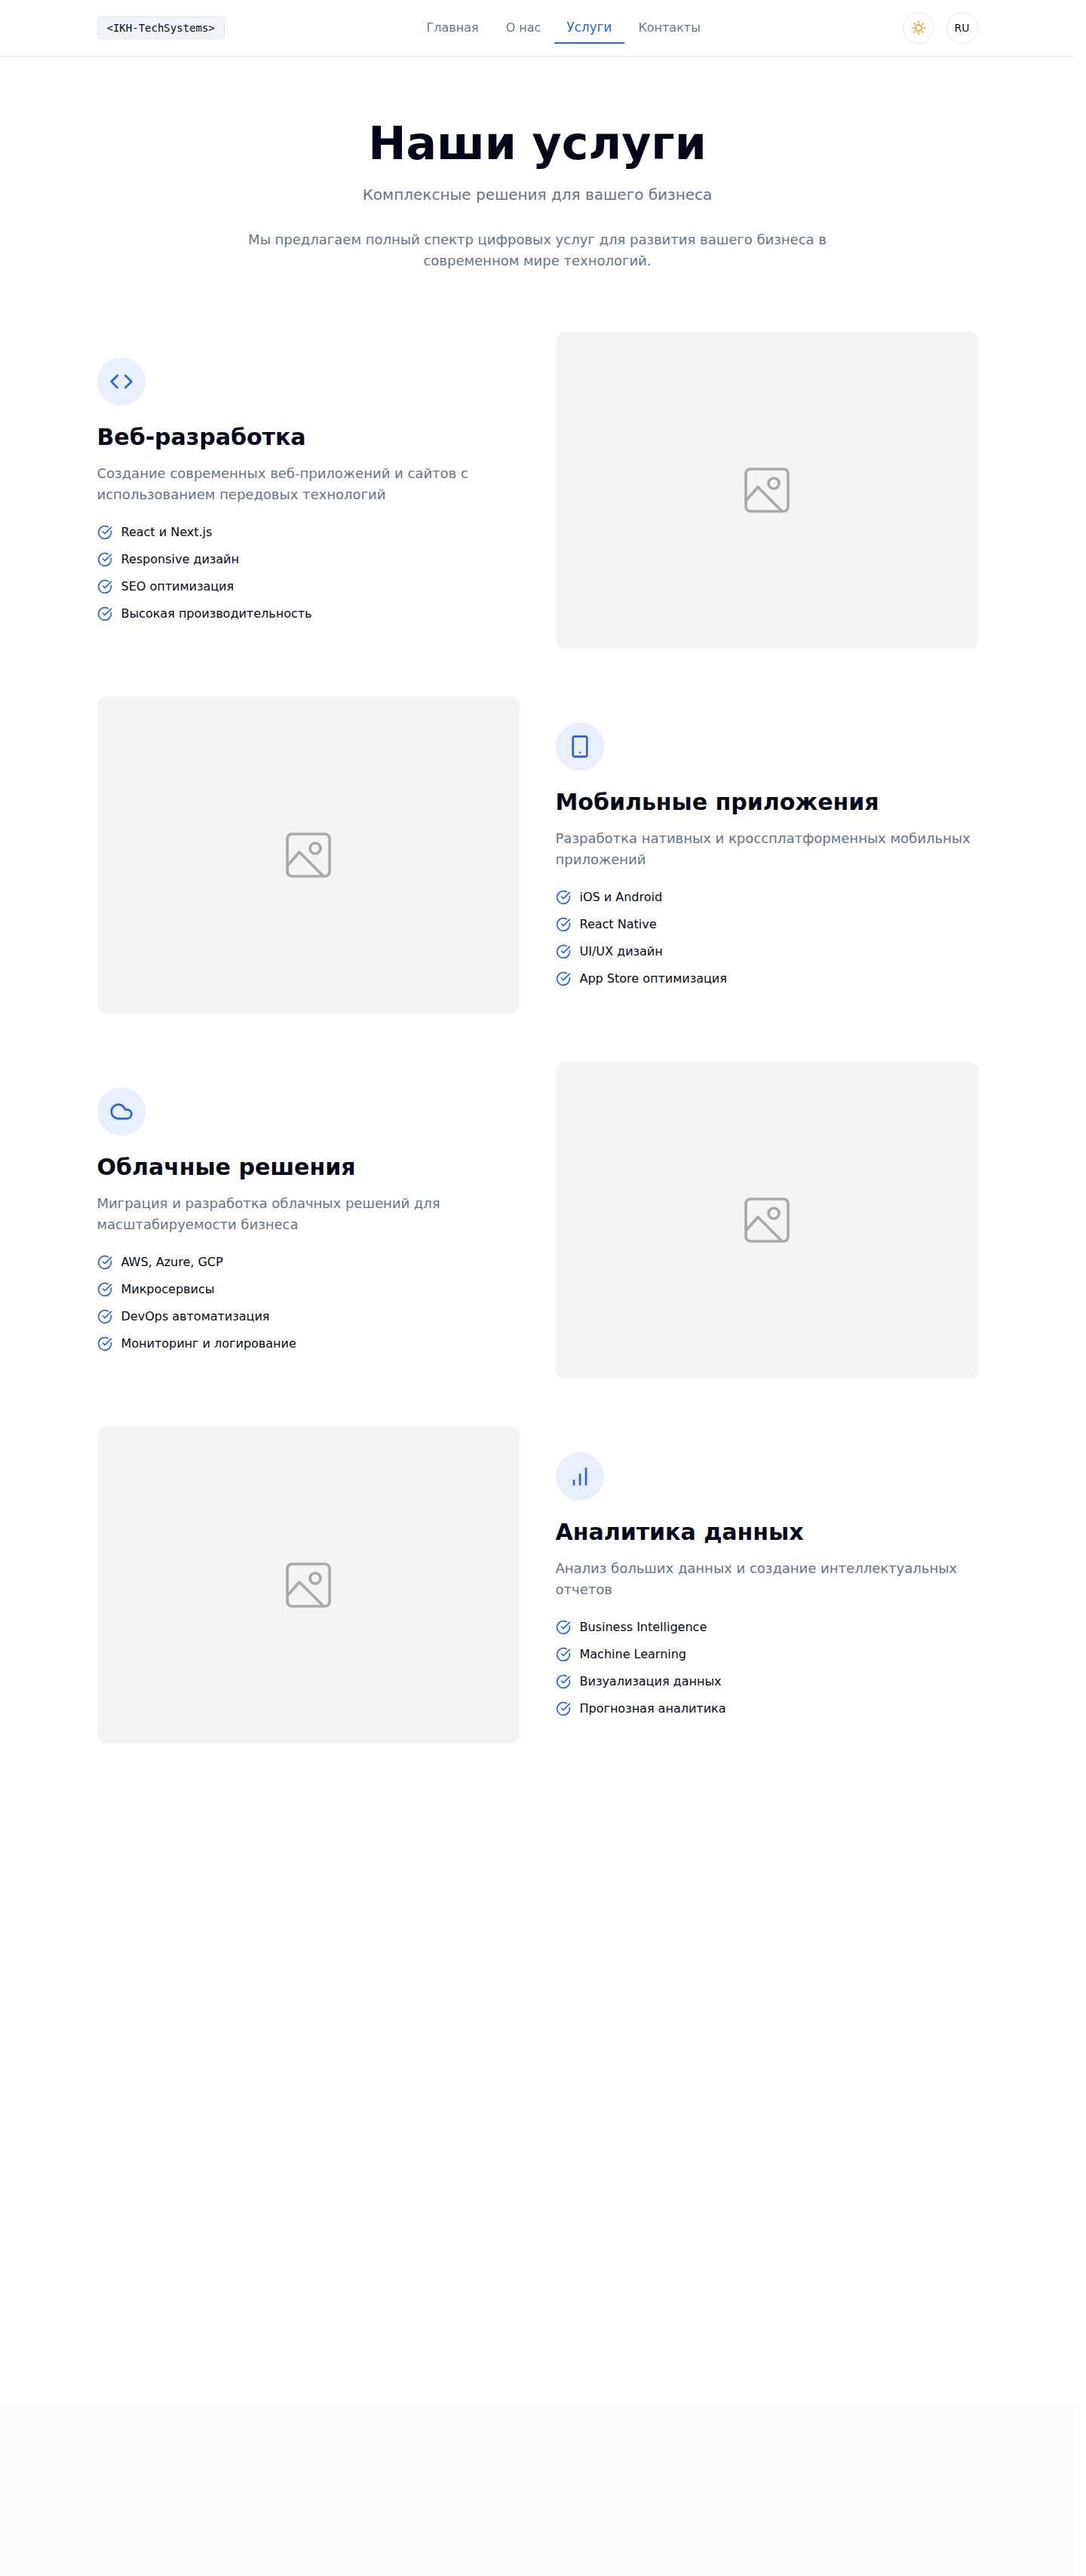 <IKH-TechSystems>
Главная
О нас
Услуги
Контакты
RU
Наши услуги
Комплексные решения для вашего бизнеса
Мы предлагаем полный спектр цифровых услуг для развития вашего бизнеса в
современном мире технологий.
Веб-разработка
Создание современных веб-приложений и сайтов с
использованием передовых технологий
React и Next.js
Responsive дизайн
SEO оптимизация
Высокая производительность
Мобильные приложения
Разработка нативных и кроссплатформенных мобильных
приложений
iOS и Android
React Native
UI/UX дизайн
App Store оптимизация
Облачные решения
Миграция и разработка облачных решений для
масштабируемости бизнеса
AWS, Azure, GCP
Микросервисы
DevOps автоматизация
Мониторинг и логирование
Аналитика данных
Анализ больших данных и создание интеллектуальных
отчетов
Business Intelligence
Machine Learning
Визуализация данных
Прогнозная аналитика